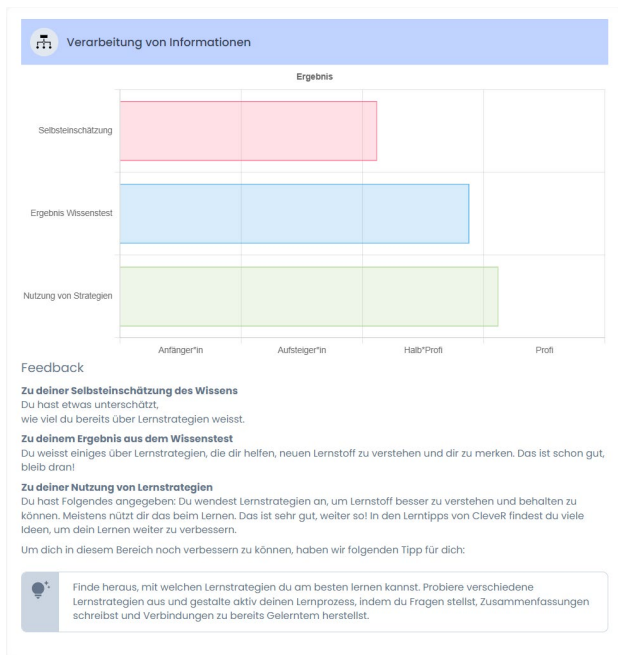 Verarbeitung von Informationen
Ergebnis
Selbsteinschätzung
Ergebnis Wissenstest
Nutzung von Strategien
Anfänger*in Aufsteiger*in Halb*Profi Profi
Feedback
Zu deiner Selbsteinschätzung des Wissens
Du hast etwas unterschätzt,
wie viel du bereits über Lernstrategien weisst.
Zu deinem Ergebnis aus dem Wissenstest
Du weisst einiges über Lernstrategien, die dir helfen, neuen Lernstoff zu verstehen und dir zu merken. Das ist schon gut,
bleib dran!
Zu deiner Nutzung von Lernstrategien
Du hast Folgendes angegeben: Du wendest Lernstrategien an, um Lernstoff besser zu verstehen und behalten zu
können. Meistens nützt dir das beim Lernen. Das ist sehr gut, weiter so! In den Lerntipps von CleveR findest du viele
Ideen, um dein Lernen weiter zu verbessern.
Um dich in diesem Bereich noch verbessern zu können, haben wir folgenden Tipp für dich:
Finde heraus, mit welchen Lernstrategien du am besten lernen kannst. Probiere verschiedene
Lernstrategien aus und gestalte aktiv deinen Lernprozess, indem du Fragen stellst, Zusammenfassungen
schreibst und Verbindungen zu bereits Gelerntem herstellst.